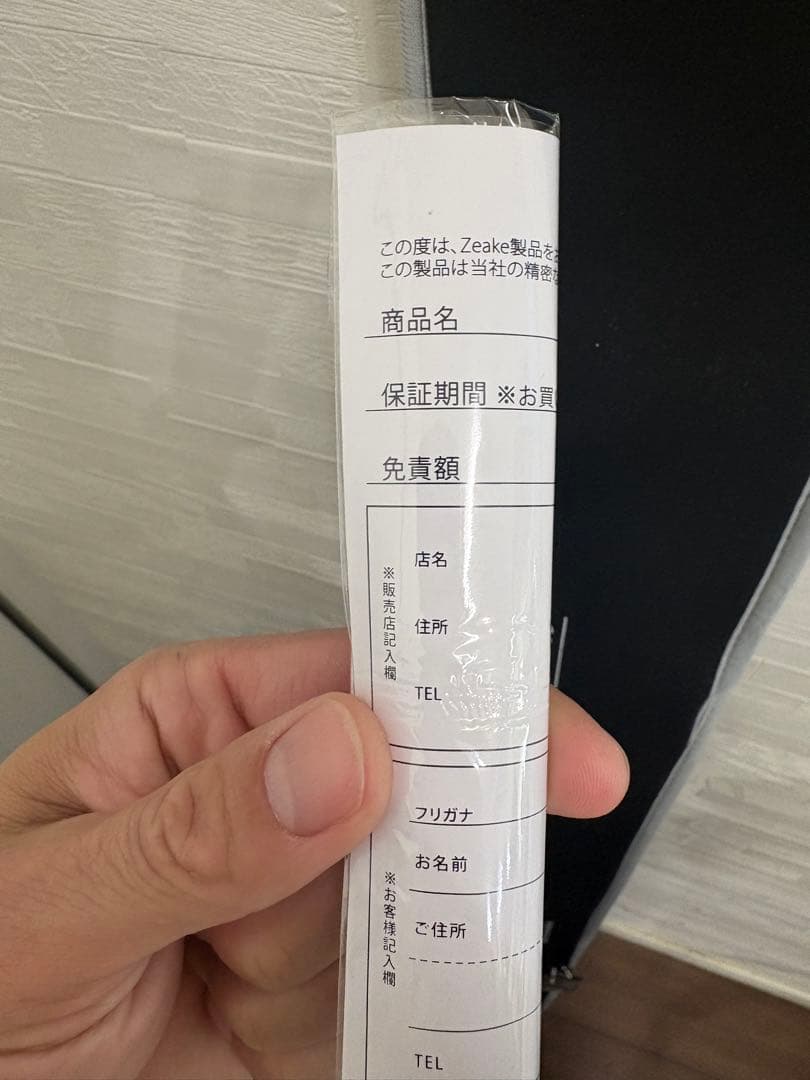 この度は、Zeake製品を
この製品は当社の精密
商品名
保証期間 ※お買
免責額
※販売店記入欄
店名
住所
TEL
※お客様記入欄
フリガナ
お名前
ご住所
TEL